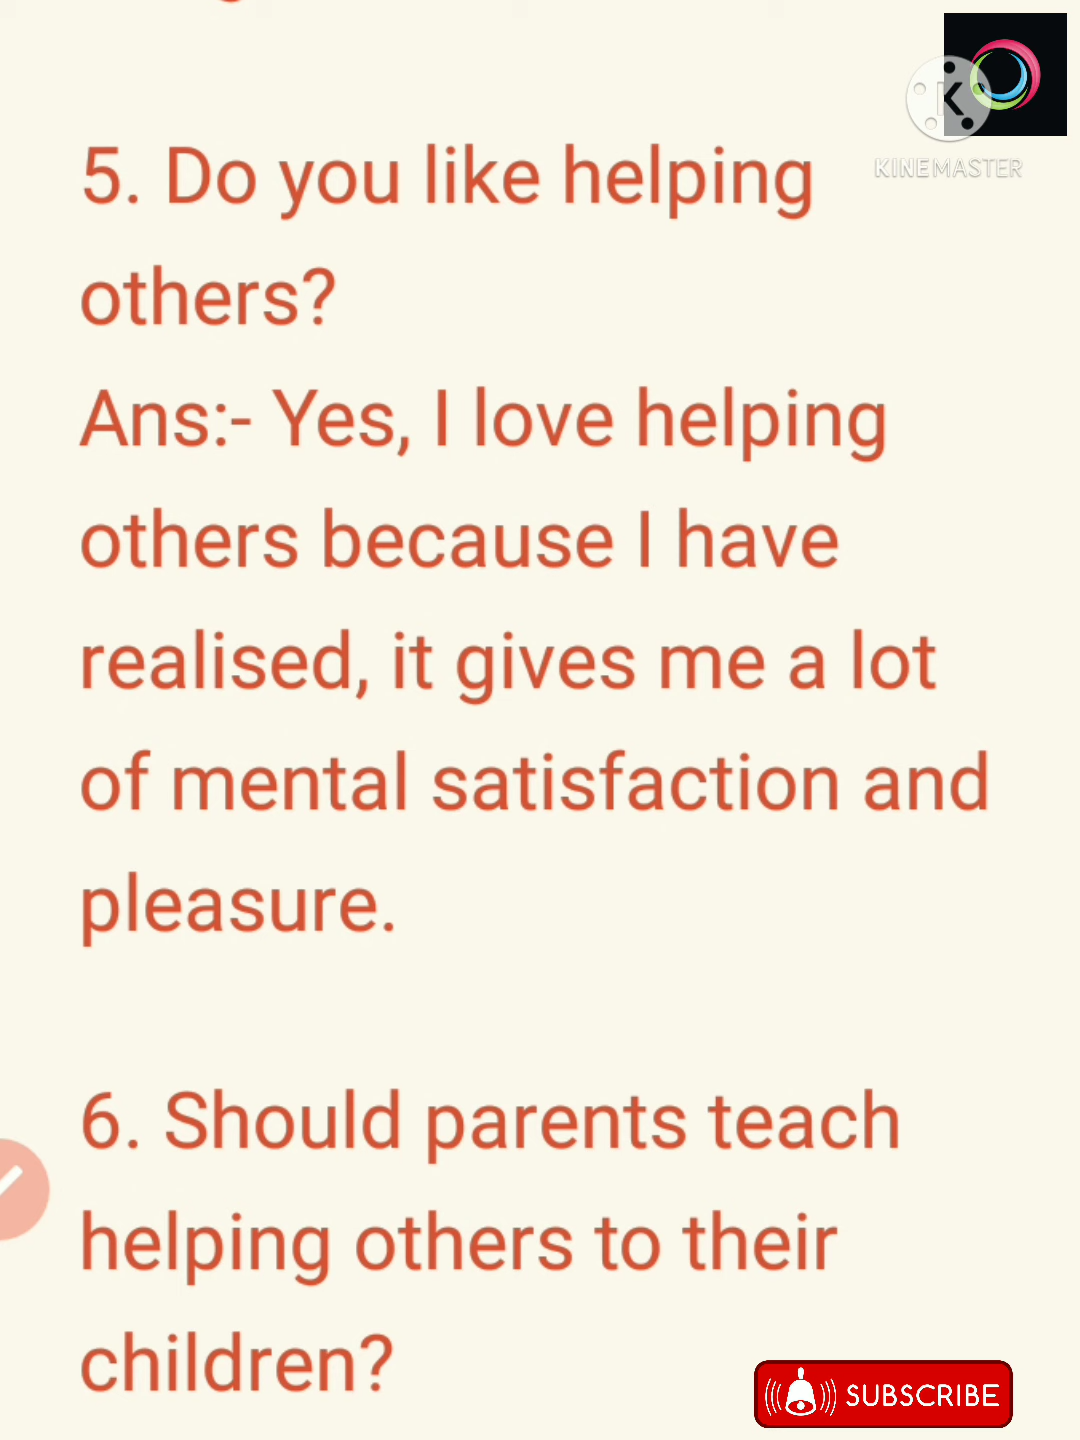 KINEMASTER
5. Do you like helping
others?
Ans:- Yes, I love helping
others because I have
realised, it gives me a lot
of mental satisfaction and
pleasure.
6. Should parents teach
helping others to their
children?
SUBSCRIBE